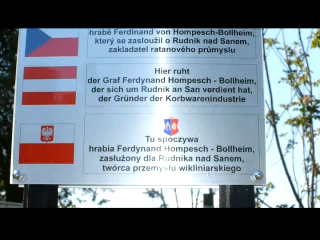 hrabě Ferdinand von Hompesch-Bollheim,
který se zasloužil o Rudnik nad Sanem,
zakladatel ratanového průmyslu
Hier ruht
der Graf Ferdynand Hompesch - Bollheim,
der sich um Rudnik an San verdient hat,
der Gründer der Korbwarenindustrie
Tu spoczywa
hrabia Ferdynand Hompesch - Bollheim,
zasłużony dla Rudnika nad Sanem,
twórca przemysłu wikliniarskiego